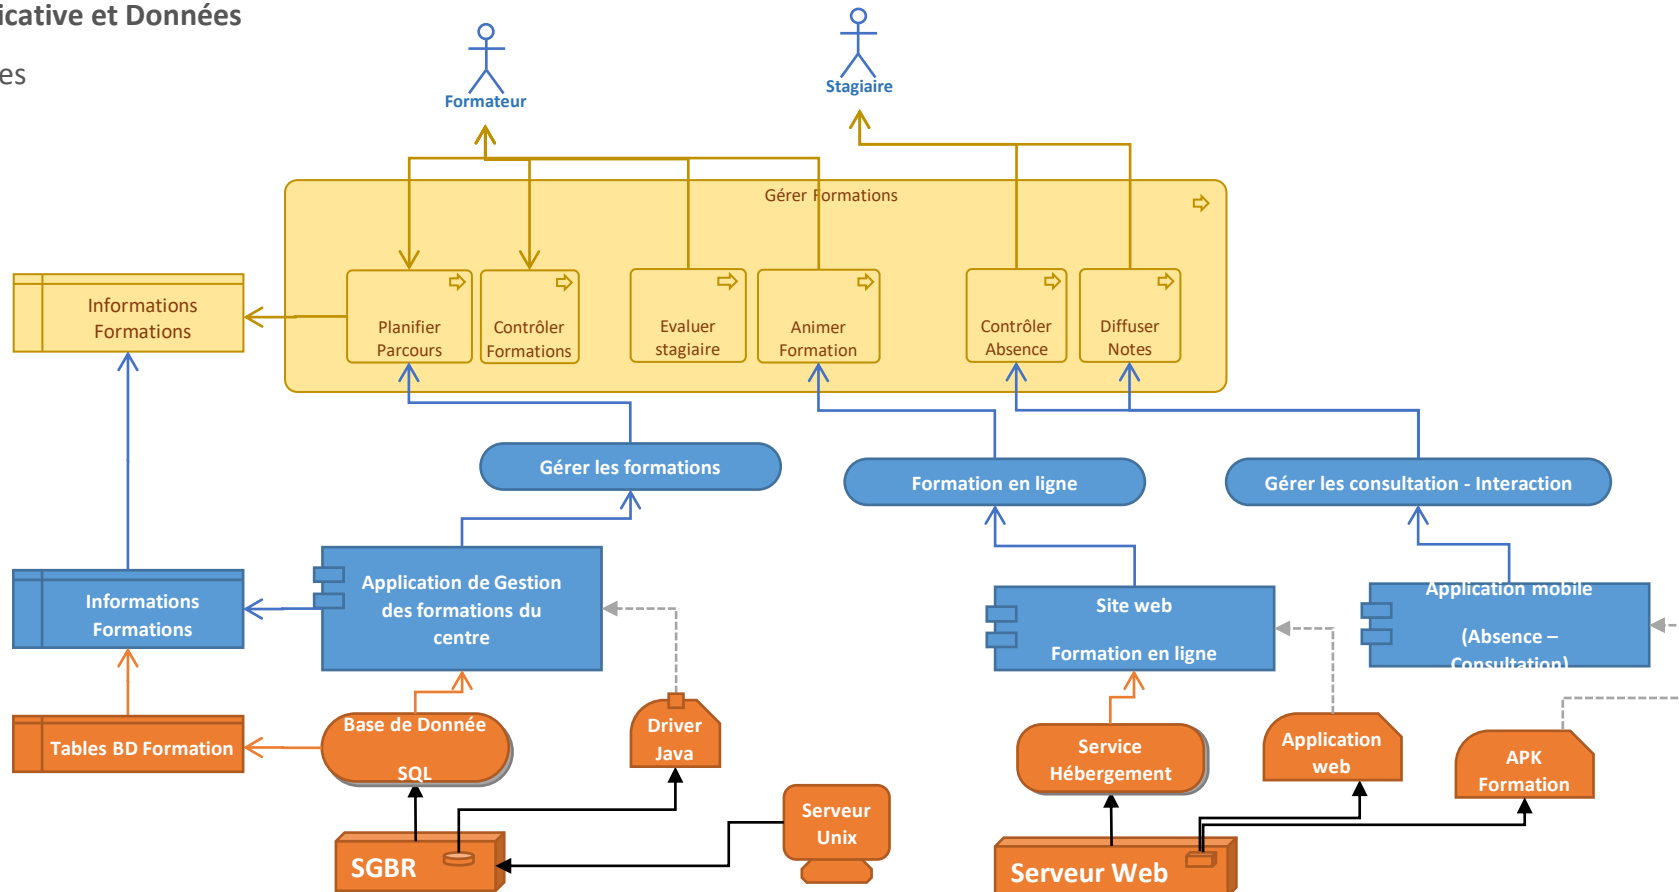 icative et Données
es
Formateur
Stagiaire
Gérer Formations
Informations
Formations
Planifier
Parcours
Contrôler
Formations
Evaluer
stagiaire
Animer
Formation
Contrôler
Absence
Diffuser
Notes
Gérer les formations
Formation en ligne
Gérer les consultation - Interaction
Informations
Formations
Application de Gestion
des formations du
centre
Site web
Formation en ligne
Application mobile
(Absence –
Consultation)
Tables BD Formation
Base de Donnée
SQL
Driver
Java
Service
Hébergement
Application
web
APK
Formation
Serveur
Unix
SGBR
Serveur Web